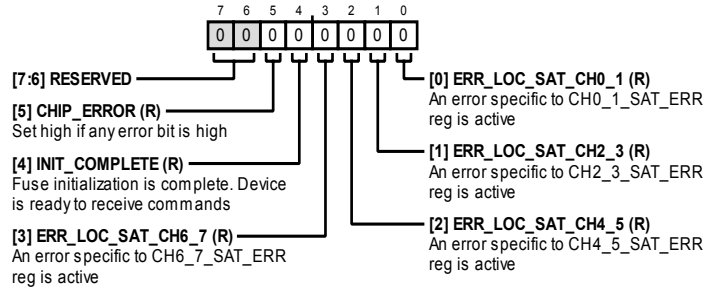 7 6 5 4 3 2 1 0
0 0 0 0 0 0 0 0
[7:6] RESERVED
[5] CHIP_ERROR (R)
Set high if any error bit is high
[4] INIT_COMPLETE (R)
Fuse initialization is complete. Device
is ready to receive commands
[3] ERR_LOC_SAT_CH6_7 (R)
An error specific to CH6_7_SAT_ERR
reg is active
[0] ERR_LOC_SAT_CH0_1 (R)
An error specific to CH0_1_SAT_ERR
reg is active
[1] ERR_LOC_SAT_CH2_3 (R)
An error specific to CH2_3_SAT_ERR
reg is active
[2] ERR_LOC_SAT_CH4_5 (R)
An error specific to CH4_5_SAT_ERR
reg is active